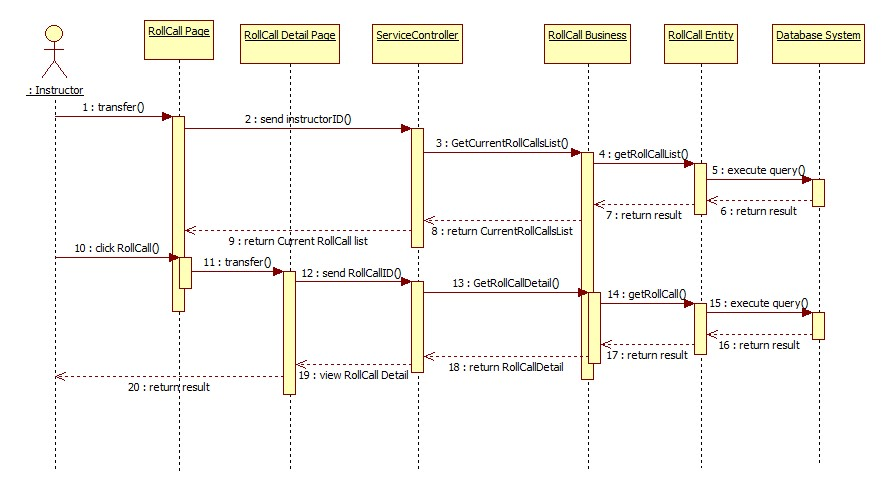 RollCall Page
RollCall Detail Page
ServiceController
RollCall Business
RollCall Entity
Database System
: Instructor
1 : transfer()
2 : send instructorID()
3 : GetCurrentRollCallsList()
4 : getRollCallList()
5 : execute query()
6 : return result
7 : return result
8 : return CurrentRollCallsList
9 : return Current RollCall list
10 : click RollCall()
11 : transfer()
12 : send RollCallID()
13 : GetRollCallDetail()
14 : getRollCall()
15 : execute query()
16 : return result
17 : return result
18 : return RollCallDetail
19 : view RollCall Detail
20 : return result